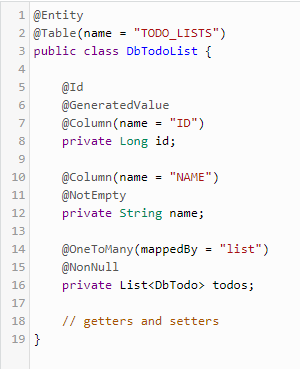 1 @Entity
2 @Table(name = "TODO_LISTS")
3 public class DbTodoList {
4
5     @Id
6     @GeneratedValue
7     @Column(name = "ID")
8     private Long id;
9
10     @Column(name = "NAME")
11     @NotEmpty
12     private String name;
13
14     @OneToMany(mappedBy = "list")
15     @NonNull
16     private List<DbTodo> todos;
17
18     // getters and setters
19 }